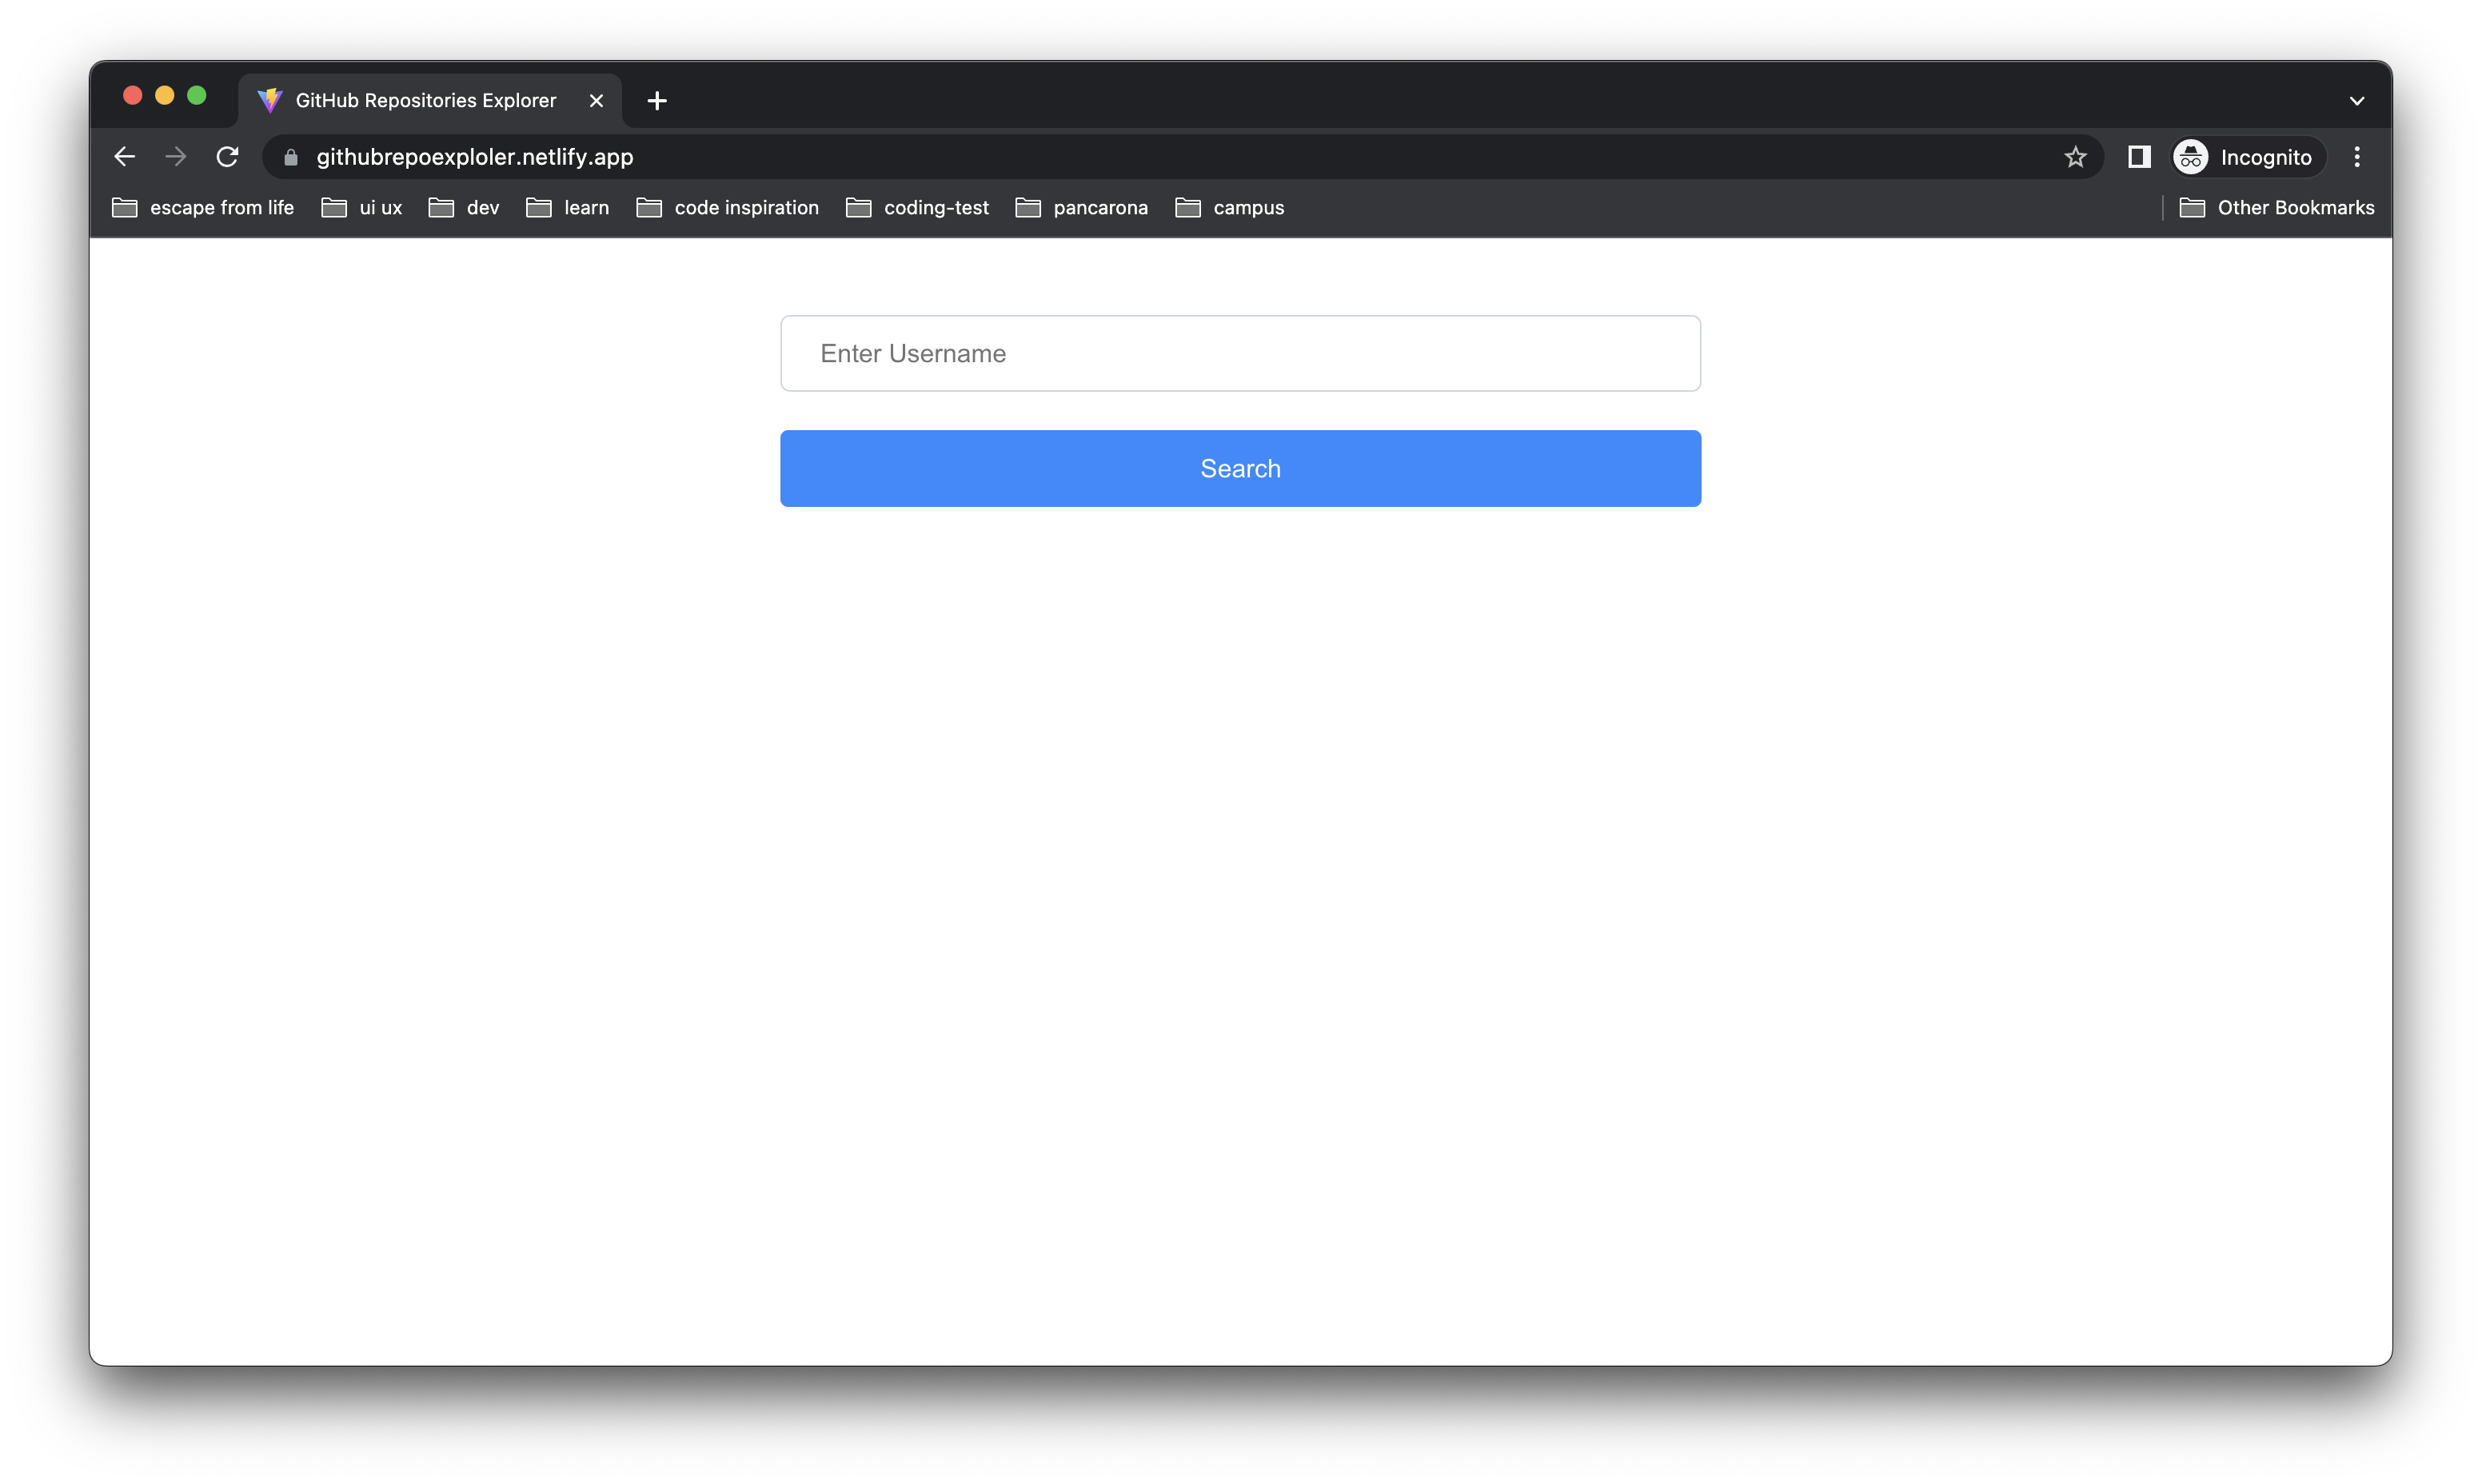 GitHub Repositories Explorer
githubrepoexploler.netlify.app
Incognito
escape from life ui ux dev learn code inspiration coding-test pancarona campus Other Bookmarks
Enter Username
Search